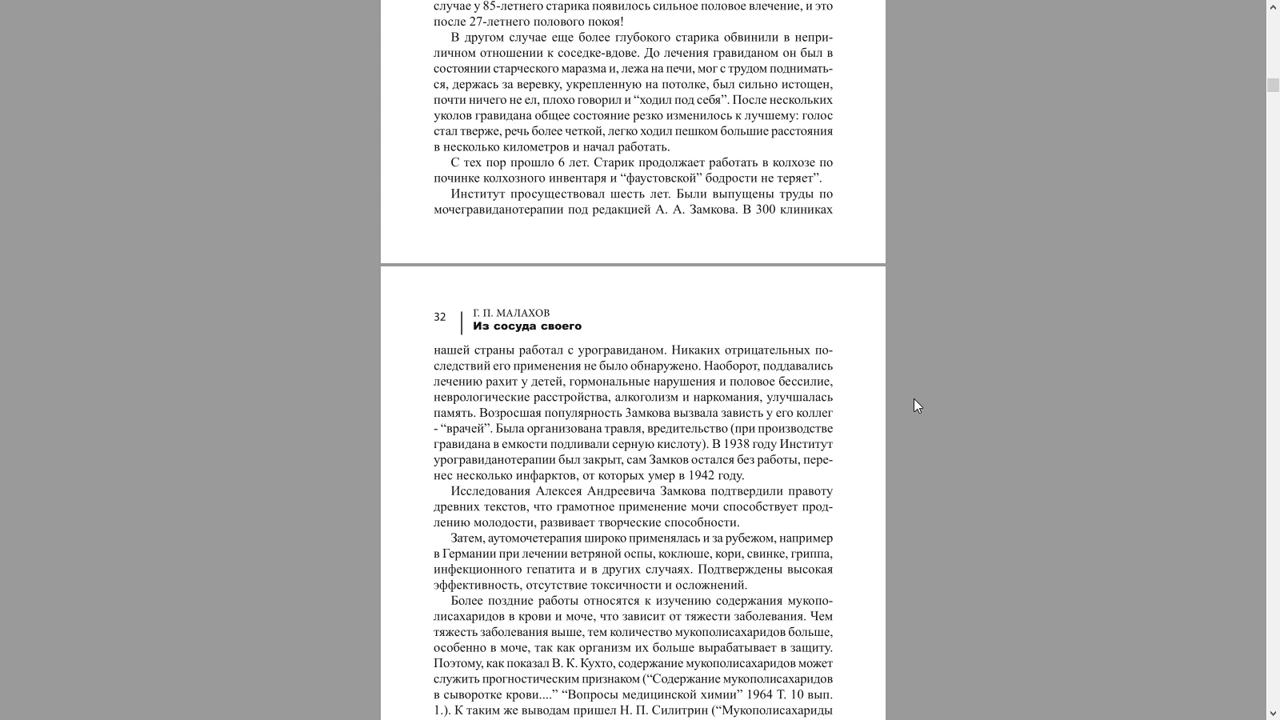 случае у 85-летнего старика появилось сильное половое влечение, и это
после 27-летнего полового покоя!
В другом случае еще более глубокого старика обвинили в непри-
личном отношении к соседке-вдове. До лечения гравиданом он был в
состоянии старческого маразма и, лежа на печи, мог с трудом поднимать-
ся, держась за веревку, укрепленную на потолке, был сильно истощен,
почти ничего не ел, плохо говорил и “ходил под себя”. После нескольких
уколов гравидана общее состояние резко изменилось к лучшему: голос
стал тверже, речь более четкой, легко ходил пешком большие расстояния
в несколько километров и начал работать.
С тех пор прошло 6 лет. Старик продолжает работать в колхозе по
починке колхозного инвентаря и “фаустовской” бодрости не теряет”.
Институт просуществовал шесть лет. Были выпущены труды по
мочегравиданотерапии под редакцией А. А. Замкова. В 300 клиниках
32
Г. П. МАЛАХОВ
Из сосуда своего
нашей страны работал с урогравиданом. Никаких отрицательных по-
следствий его применения не было обнаружено. Наоборот, поддавались
лечению рахит у детей, гормональные нарушения и половое бессилие,
неврологические расстройства, алкоголизм и наркомания, улучшалась
память. Возросшая популярность Замкова вызвала зависть у его коллег
- “врачей”. Была организована травля, вредительство (при производстве
гравидана в емкости подливали серную кислоту). В 1938 году Институт
урогравиданотерапии был закрыт, сам Замков остался без работы, пере-
нес несколько инфарктов, от которых умер в 1942 году.
Исследования Алексея Андреевича Замкова подтвердили правоту
древних текстов, что грамотное применение мочи способствует прод-
лению молодости, развивает творческие способности.
Затем, аутомочетерапия широко применялась и за рубежом, например
в Германии при лечении ветряной оспы, коклюше, кори, свинке, гриппа,
инфекционного гепатита и в других случаях. Подтверждены высокая
эффективность, отсутствие токсичности и осложнений.
Более поздние работы относятся к изучению содержания мукопо-
лисахаридов в крови и моче, что зависит от тяжести заболевания. Чем
тяжесть заболевания выше, тем количество мукополисахаридов больше,
особенно в моче, так как организм их больше вырабатывает в защиту.
Поэтому, как показал В. К. Кухто, содержание мукополисахаридов может
служить прогностическим признаком (“Содержание мукополисахаридов
в сыворотке крови....” “Вопросы медицинской химии” 1964 Т. 10 вып.
1.). К таким же выводам пришел Н. П. Силитрин (“Мукополисахариды